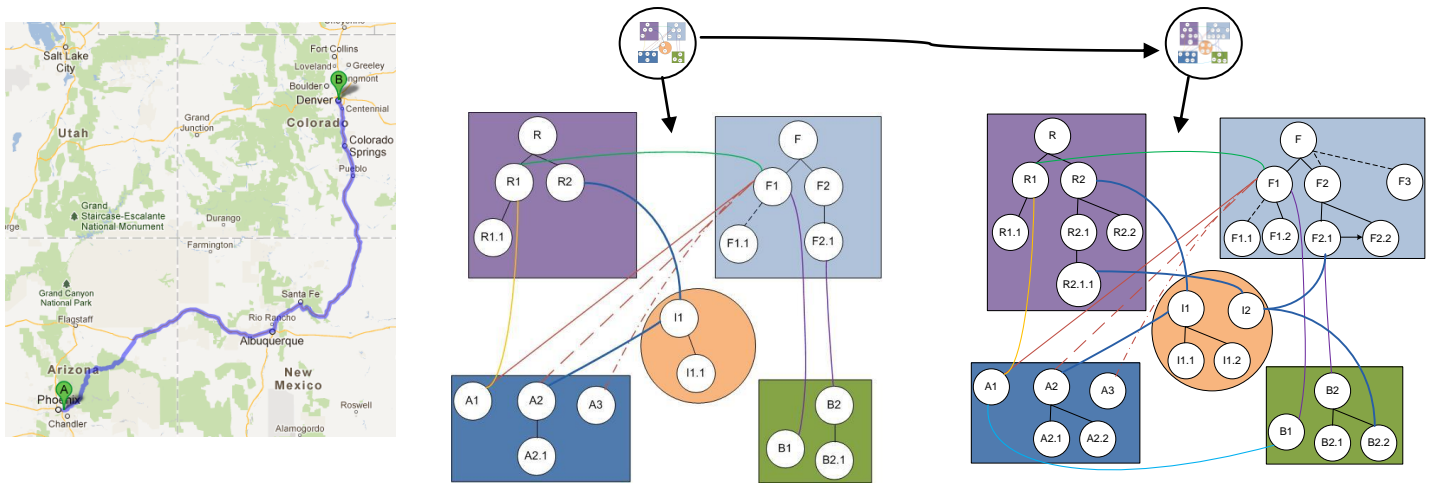 Cheyenne
Salt Lake
City
Fort Collins
Loveland
Greeley
Boulder
ngmont
B
Denver
Centennial
Colorado
Grand
Junction
Utah
Colorado
Springs
Pueblo
Grand
Staircase-Escalante
National Monument
rge
Durango
Farmington
Grand Canyon
National Park
Flagstaff
Santa Fe
Rio Rancho
Albuquerque
Arizona
New
Mexico
A
Phoenix
Chandler
Roswell
Alamogordo
R
R1
R2
R1.1
F
F1
F2
F1.1
F2.1
I1
I1.1
A1
A2
A3
A2.1
B2
B1
B2.1
R
R1
R2
R1.1
R2.1
R2.2
R2.1.1
F
F1
F2
F3
F1.1
F1.2
F2.1
F2.2
I1
I2
I1.1
I1.2
A1
A2
A3
A2.1
A2.2
B2
B1
B2.1
B2.2